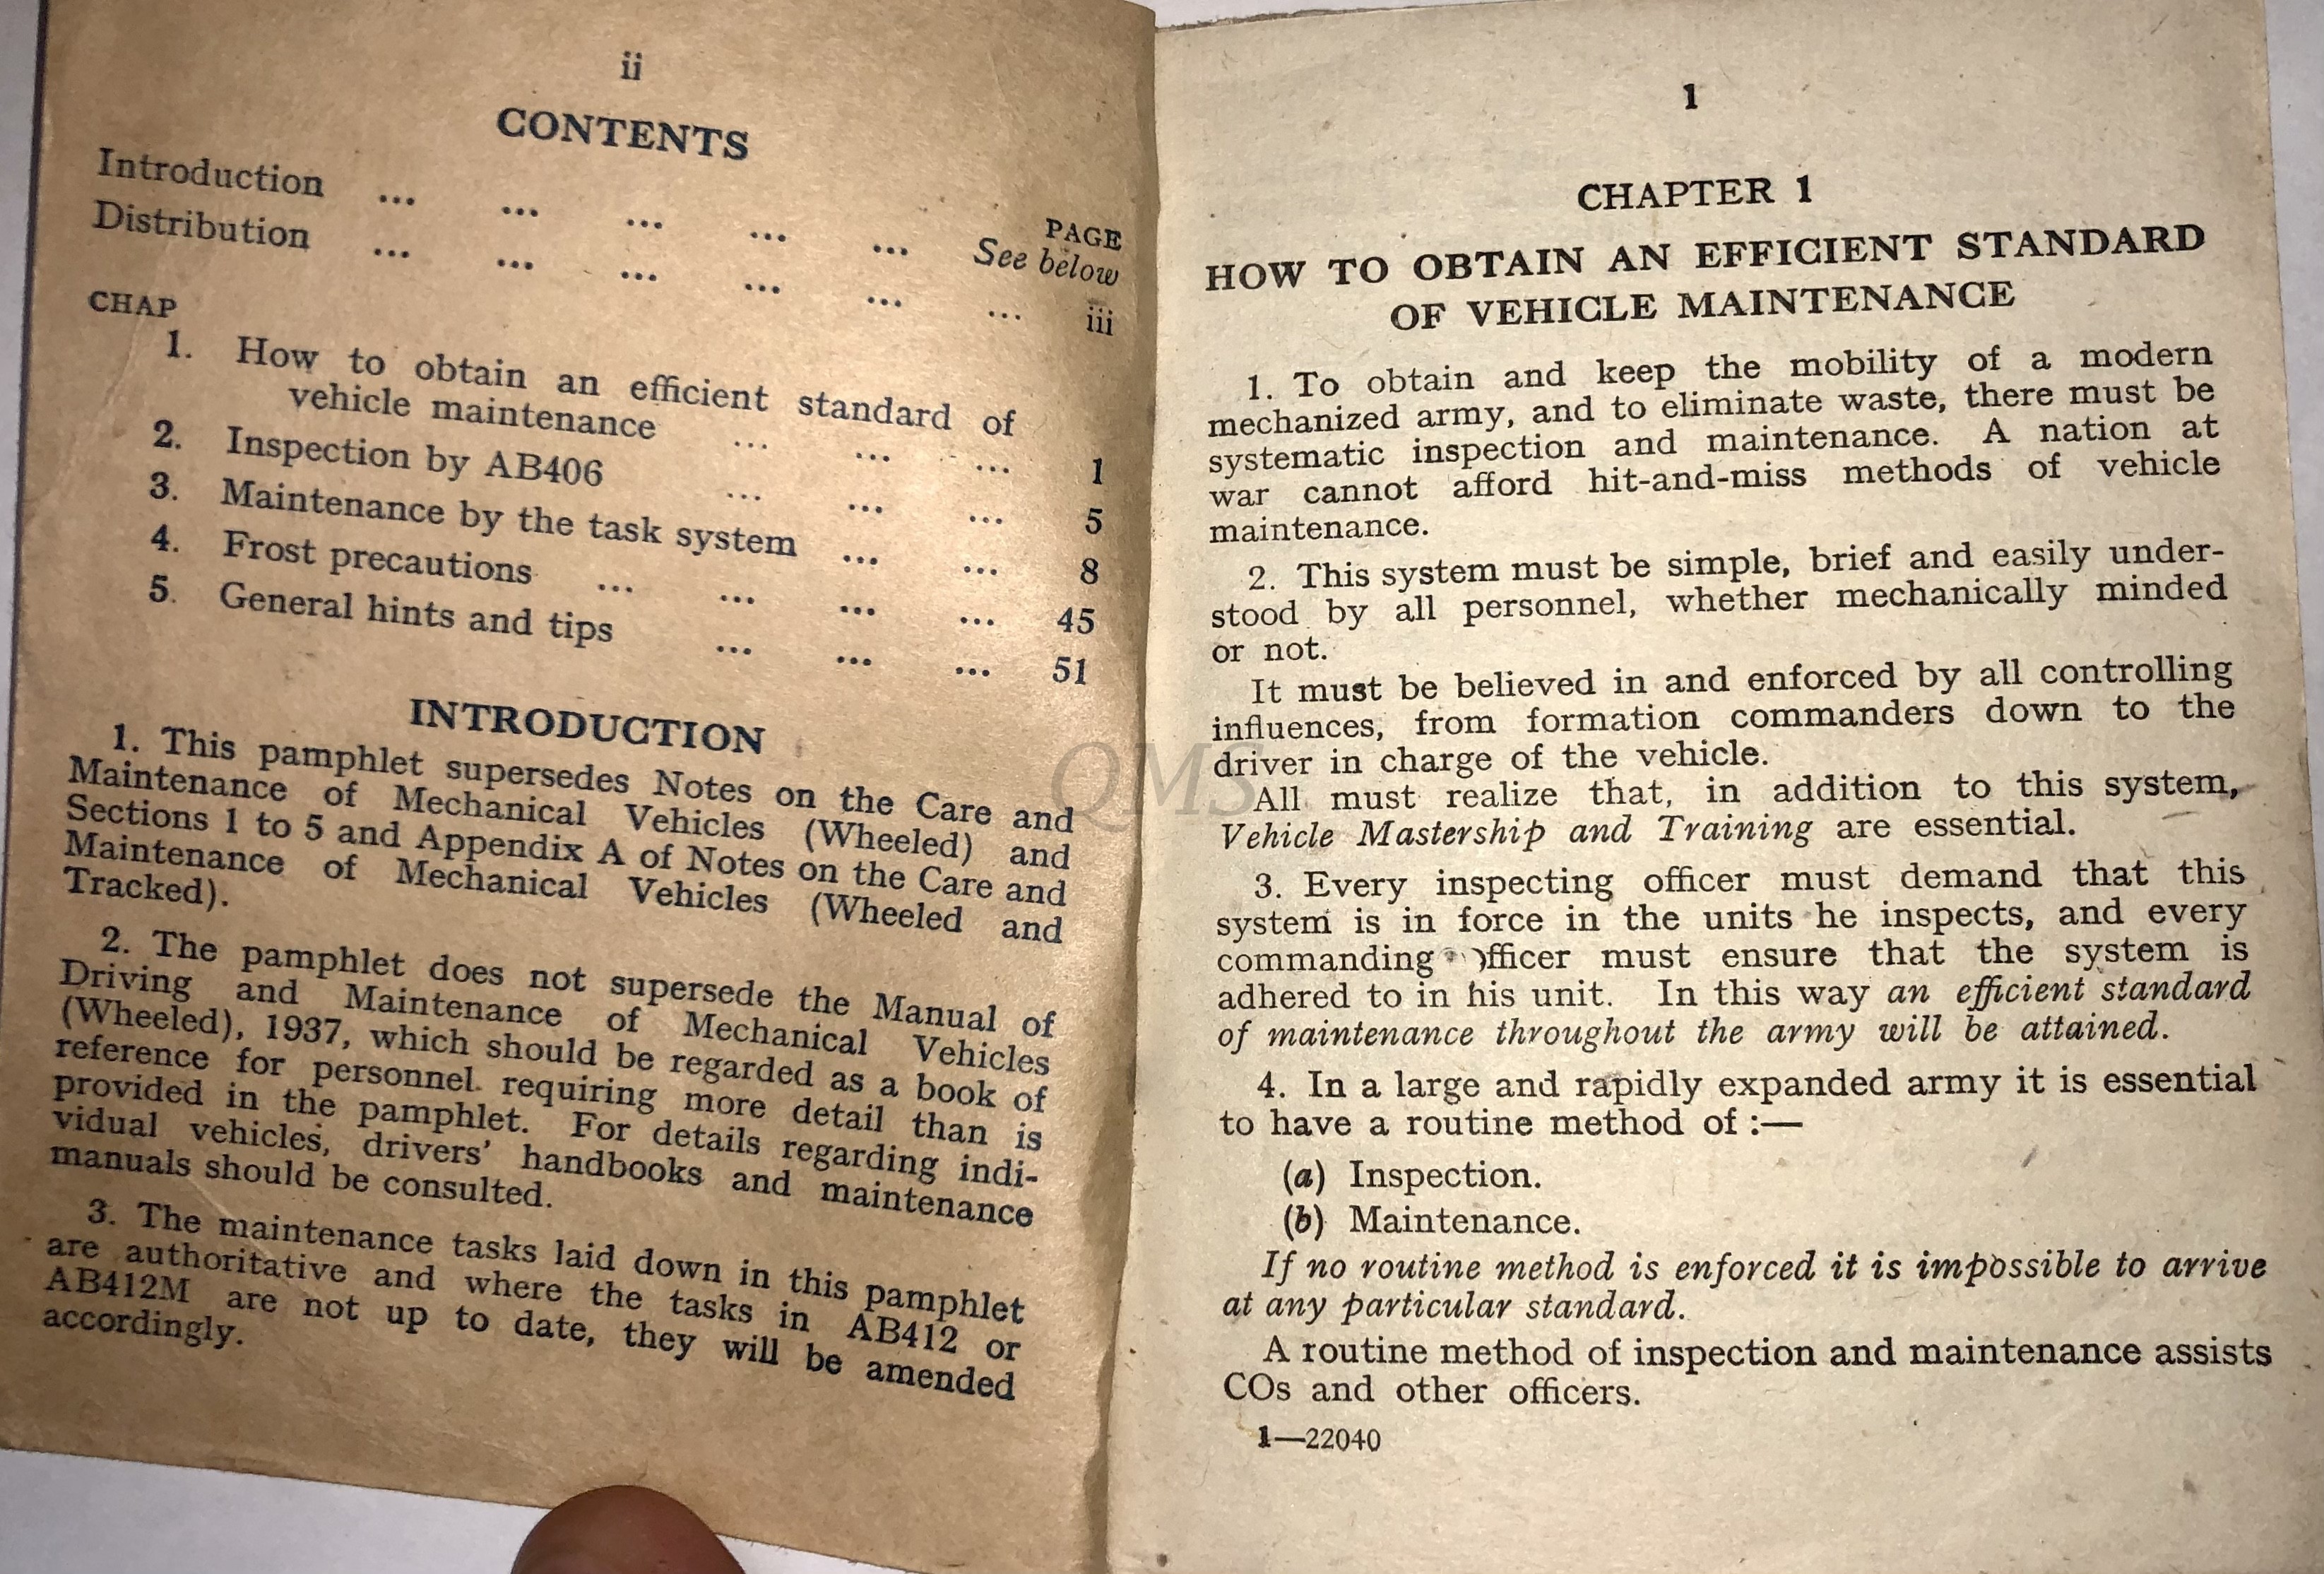 ii
CONTENTS
PAGE
Introduction ... ... ... ... ... See below
Distribution ... ... ... ... ... ... iii
CHAP
1. How to obtain an efficient standard of
vehicle maintenance ... ... ... 1
2. Inspection by AB406 ... ... ... 5
3. Maintenance by the task system ... ... 8
4. Frost precautions ... ... ... ... 45
5. General hints and tips ... ... ... 51
INTRODUCTION
1. This pamphlet supersedes Notes on the Care and
Maintenance of Mechanical Vehicles (Wheeled) and
Sections 1 to 5 and Appendix A of Notes on the Care and
Maintenance of Mechanical Vehicles (Wheeled and
Tracked).
2. The pamphlet does not supersede the Manual of
Driving and Maintenance of Mechanical Vehicles
(Wheeled), 1937, which should be regarded as a book of
reference for personnel requiring more detail than is
provided in the pamphlet. For details regarding indi-
vidual vehicles, drivers' handbooks and maintenance
manuals should be consulted.
3. The maintenance tasks laid down in this pamphlet
are authoritative and where the tasks in AB412 or
AB412M are not up to date, they will be amended
accordingly.
1
CHAPTER 1
HOW TO OBTAIN AN EFFICIENT STANDARD
OF VEHICLE MAINTENANCE
1. To obtain and keep the mobility of a modern
mechanized army, and to eliminate waste, there must be
systematic inspection and maintenance. A nation at
war cannot afford hit-and-miss methods of vehicle
maintenance.
2. This system must be simple, brief and easily under-
stood by all personnel, whether mechanically minded
or not.
It must be believed in and enforced by all controlling
influences, from formation commanders down to the
driver in charge of the vehicle.
All must realize that, in addition to this system,
Vehicle Mastership and Training are essential.
3. Every inspecting officer must demand that this
system is in force in the units he inspects, and every
commanding officer must ensure that the system is
adhered to in his unit. In this way an efficient standard
of maintenance throughout the army will be attained.
4. In a large and rapidly expanded army it is essential
to have a routine method of :—
(a) Inspection.
(b) Maintenance.
If no routine method is enforced it is impossible to arrive
at any particular standard.
A routine method of inspection and maintenance assists
COs and other officers.
1—22040
QMS